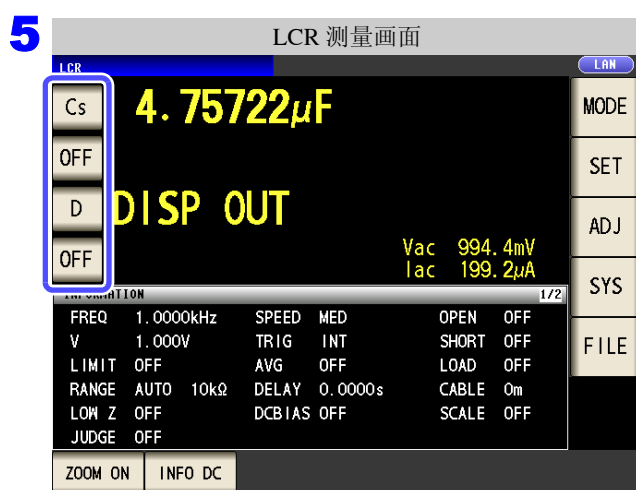 5
LCR 测量画面
LCR LAN
Cs 4.75722μF MODE
OFF SET
D DISP OUT ADJ
OFF Vac 994.4mV
Iac 199.2μA SYS
INFORMATION 1/2
FREQ 1.0000kHz SPEED MED OPEN OFF
V 1.000V TRIG INT SHORT OFF FILE
LIMIT OFF AVG OFF LOAD OFF
RANGE AUTO 10kΩ DELAY 0.0000s CABLE 0m
LOW Z OFF DCBIAS OFF SCALE OFF
JUDGE OFF
ZOOM ON INFO DC